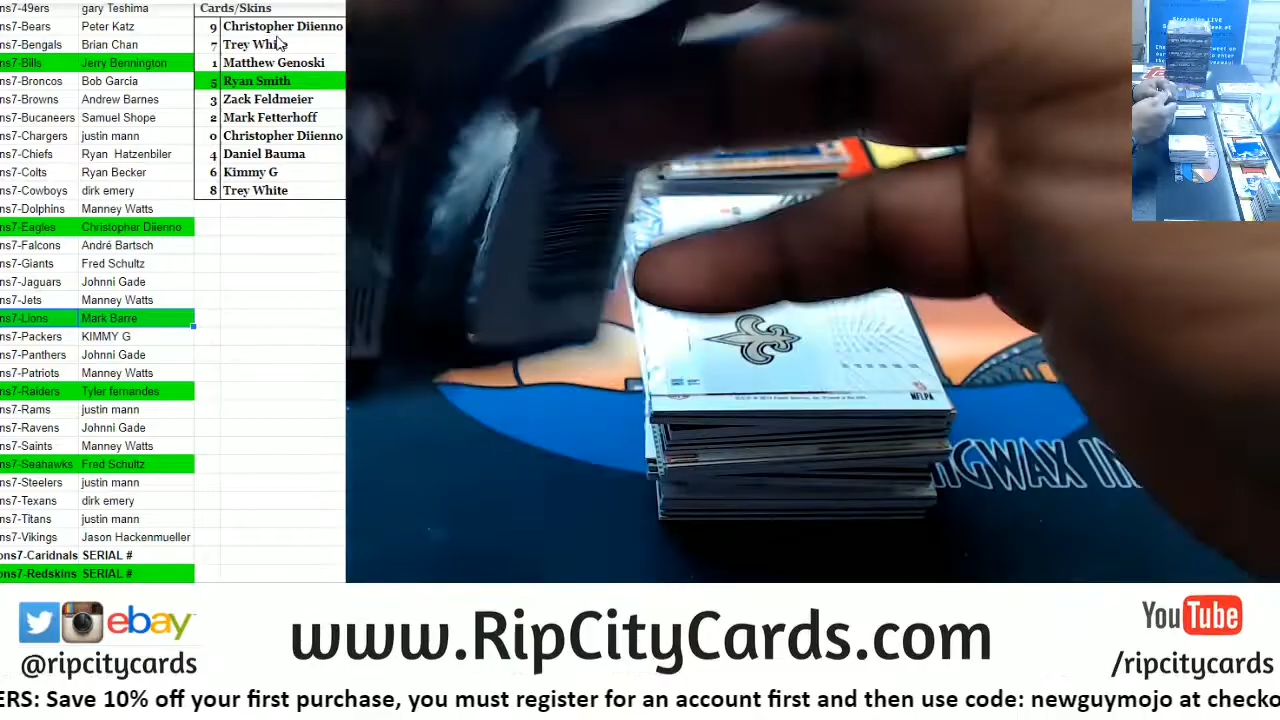 ns7-49ers gary Teshima
ns7-Bears Peter Katz
ns7-Bengals Brian Chan
ns7-Bills Jerry Bennington
ns7-Broncos Bob Garcia
ns7-Browns Andrew Barnes
ns7-Bucaneers Samuel Shope
ns7-Chargers justin mann
ns7-Chiefs Ryan Hatzenbiler
ns7-Colts Ryan Becker
ns7-Cowboys dirk emery
ns7-Dolphins Manney Watts
ns7-Eagles Christopher Diienno
ns7-Falcons André Bartsch
ns7-Giants Fred Schultz
ns7-Jaguars Johnni Gade
ns7-Jets Manney Watts
ns7-Lions Mark Barre
ns7-Packers KIMMY G
ns7-Panthers Johnni Gade
ns7-Patriots Manney Watts
ns7-Raiders Tyler fernandes
ns7-Rams justin mann
ns7-Ravens Johnni Gade
ns7-Saints Manney Watts
ns7-Seahawks Fred Schultz
ns7-Steelers justin mann
ns7-Texans dirk emery
ns7-Titans justin mann
ns7-Vikings Jason Hackenmueller
ons7-Caridnals SERIAL #
ons7-Redskins SERIAL #
Cards/Skins
9 Christopher Diienno
7 Trey White
1 Matthew Genoski
5 Ryan Smith
3 Zack Feldmeier
2 Mark Fetterhoff
0 Christopher Diienno
4 Daniel Bauma
6 Kimmy G
8 Trey White
NFLPA
NGWAX IN
ebay
@ripcitycards
www.RipCityCards.com
YouTube
/ripcitycards
ERS: Save 10% off your first purchase, you must register for an account first and then use code: newguymojo at checko